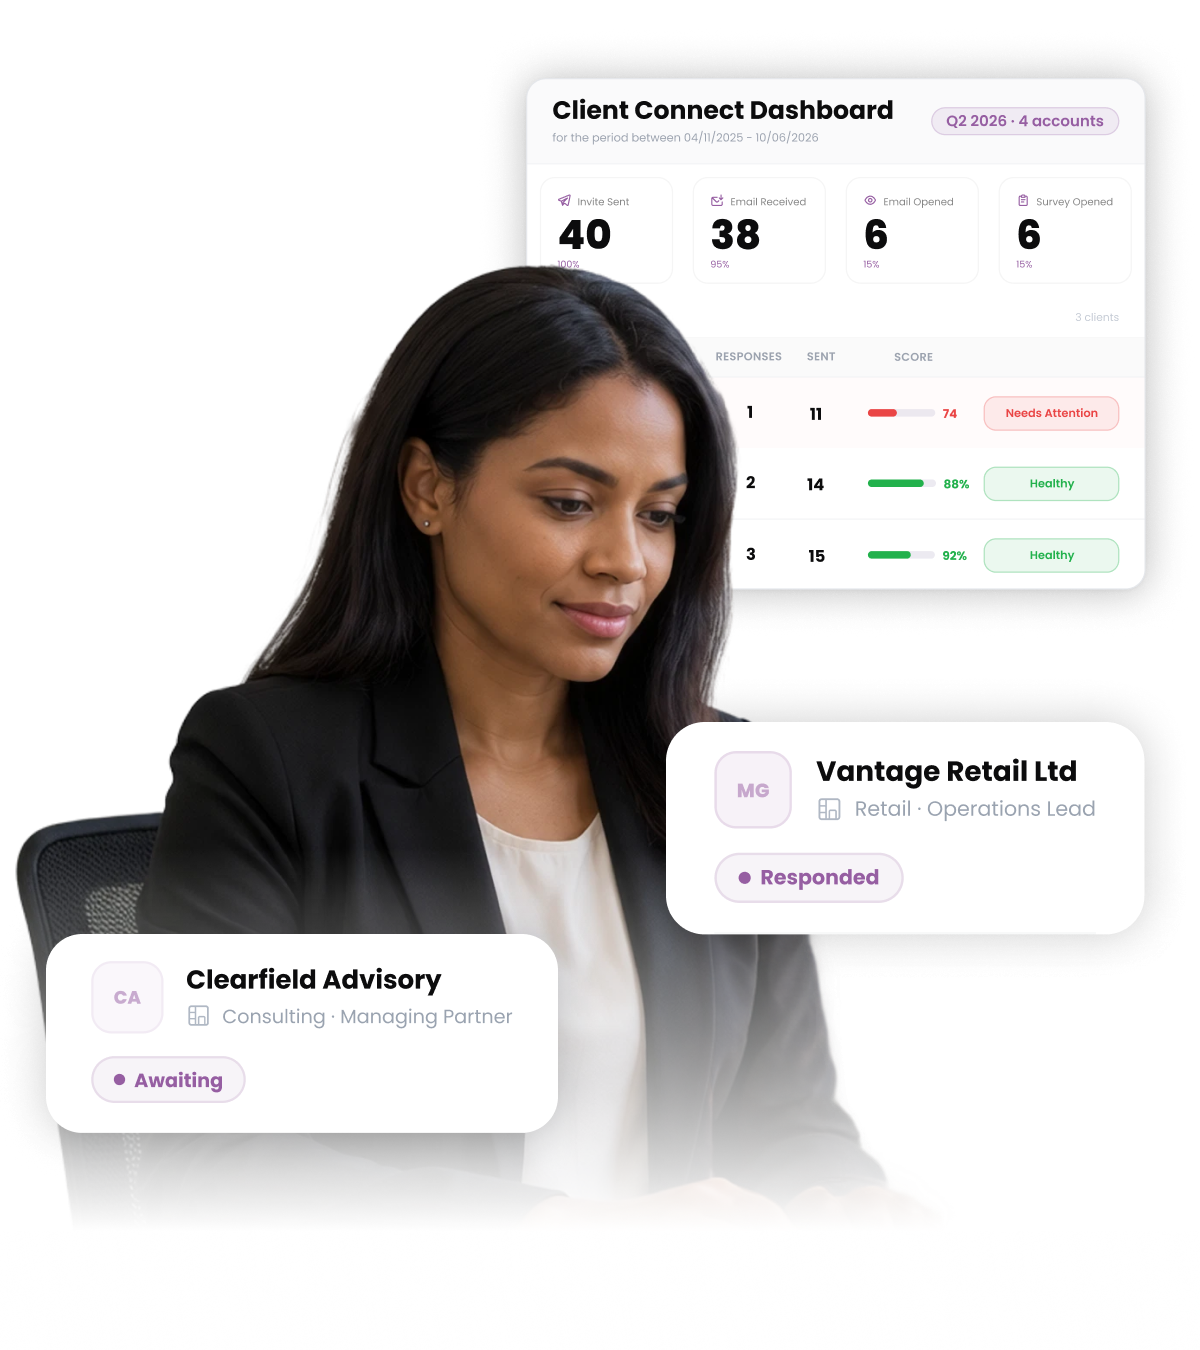 Client Connect Dashboard
for the period between 04/11/2025 - 10/06/2026
Q2 2026 · 4 accounts
Invite Sent
40
100%
Email Received
38
95%
Email Opened
6
15%
Survey Opened
6
15%
3 clients
RESPONSES SENT SCORE
1 11 74 Needs Attention
2 14 88% Healthy
3 15 92% Healthy
MG
Vantage Retail Ltd
Retail · Operations Lead
Responded
CA
Clearfield Advisory
Consulting · Managing Partner
Awaiting